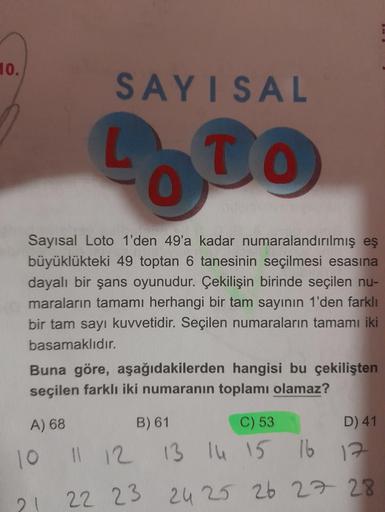 10.
SAYISAL
LOTO
Sayısal Loto 1'den 49'a kadar numaralandırılmış eş
büyüklükteki 49 toptan 6 tanesinin seçilmesi esasına
dayalı bir şans oyunudur. Çekilişin birinde seçilen nu-
maraların tamamı herhangi bir tam sayının 1'den farklı
bir tam sayı kuvvetidir. Seçilen numaraların tamamı iki
basamaklıdır.
Buna göre, aşağıdakilerden hangisi bu çekilişten
seçilen farklı iki numaranın toplamı olamaz?
A) 68 B) 61 C) 53 D) 41
10 11 12 13 14 15 16 17
21 22 23 24 25 26 27 28